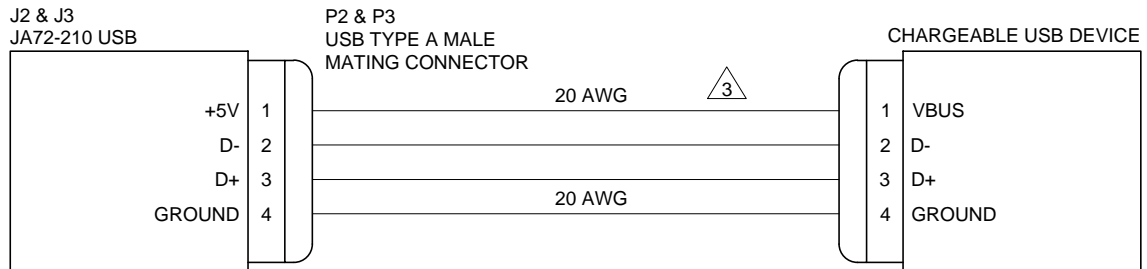 J2 & J3
JA72-210 USB
P2 & P3
USB TYPE A MALE
MATING CONNECTOR
CHARGEABLE USB DEVICE
20 AWG
3
+5V 1
1 VBUS
D- 2
2 D-
D+ 3
3 D+
20 AWG
GROUND 4
4 GROUND